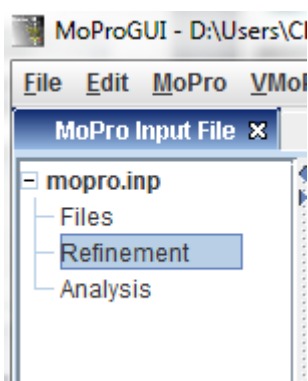 MoProGUI - D:\Users\C
File Edit MoPro VMo
MoPro Input File
mopro.inp
Files
Refinement
Analysis